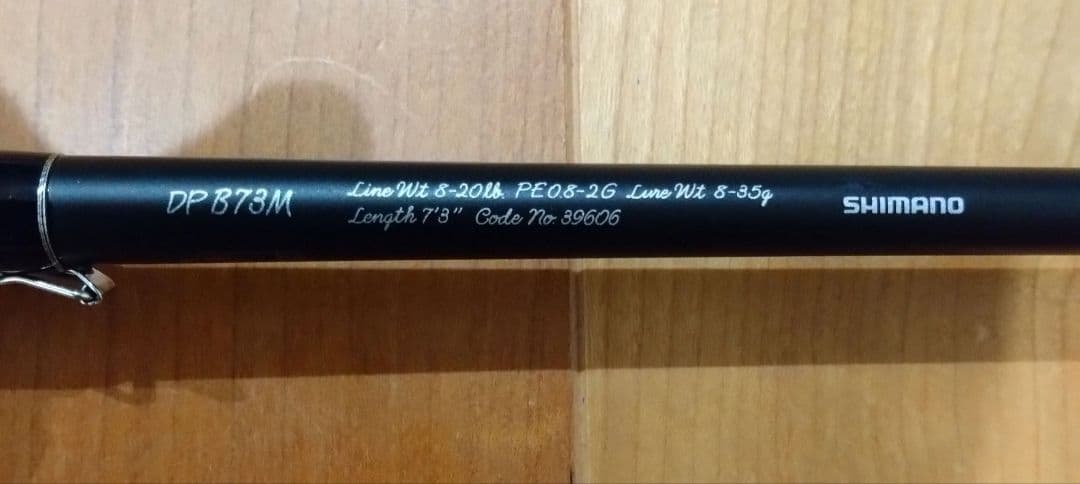 DP B73M
Line Wt 8-20lb. PE0.8-2G Lure Wt 8-35g
Length 7'3" Code No. 39606
SHIMANO